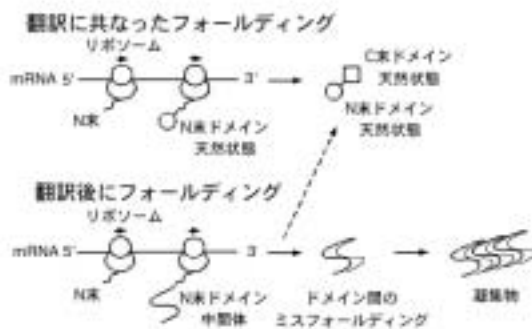 翻訳に共なったフォールディング
リボソーム
mRNA 5'
3'
N末
N末ドメイン
天然状態
C末ドメイン
天然状態
N末ドメイン
天然状態
翻訳後にフォールディング
リボソーム
mRNA 5'
3'
N末
N末ドメイン
中間体
ドメイン間の
ミスフォールディング
凝集物